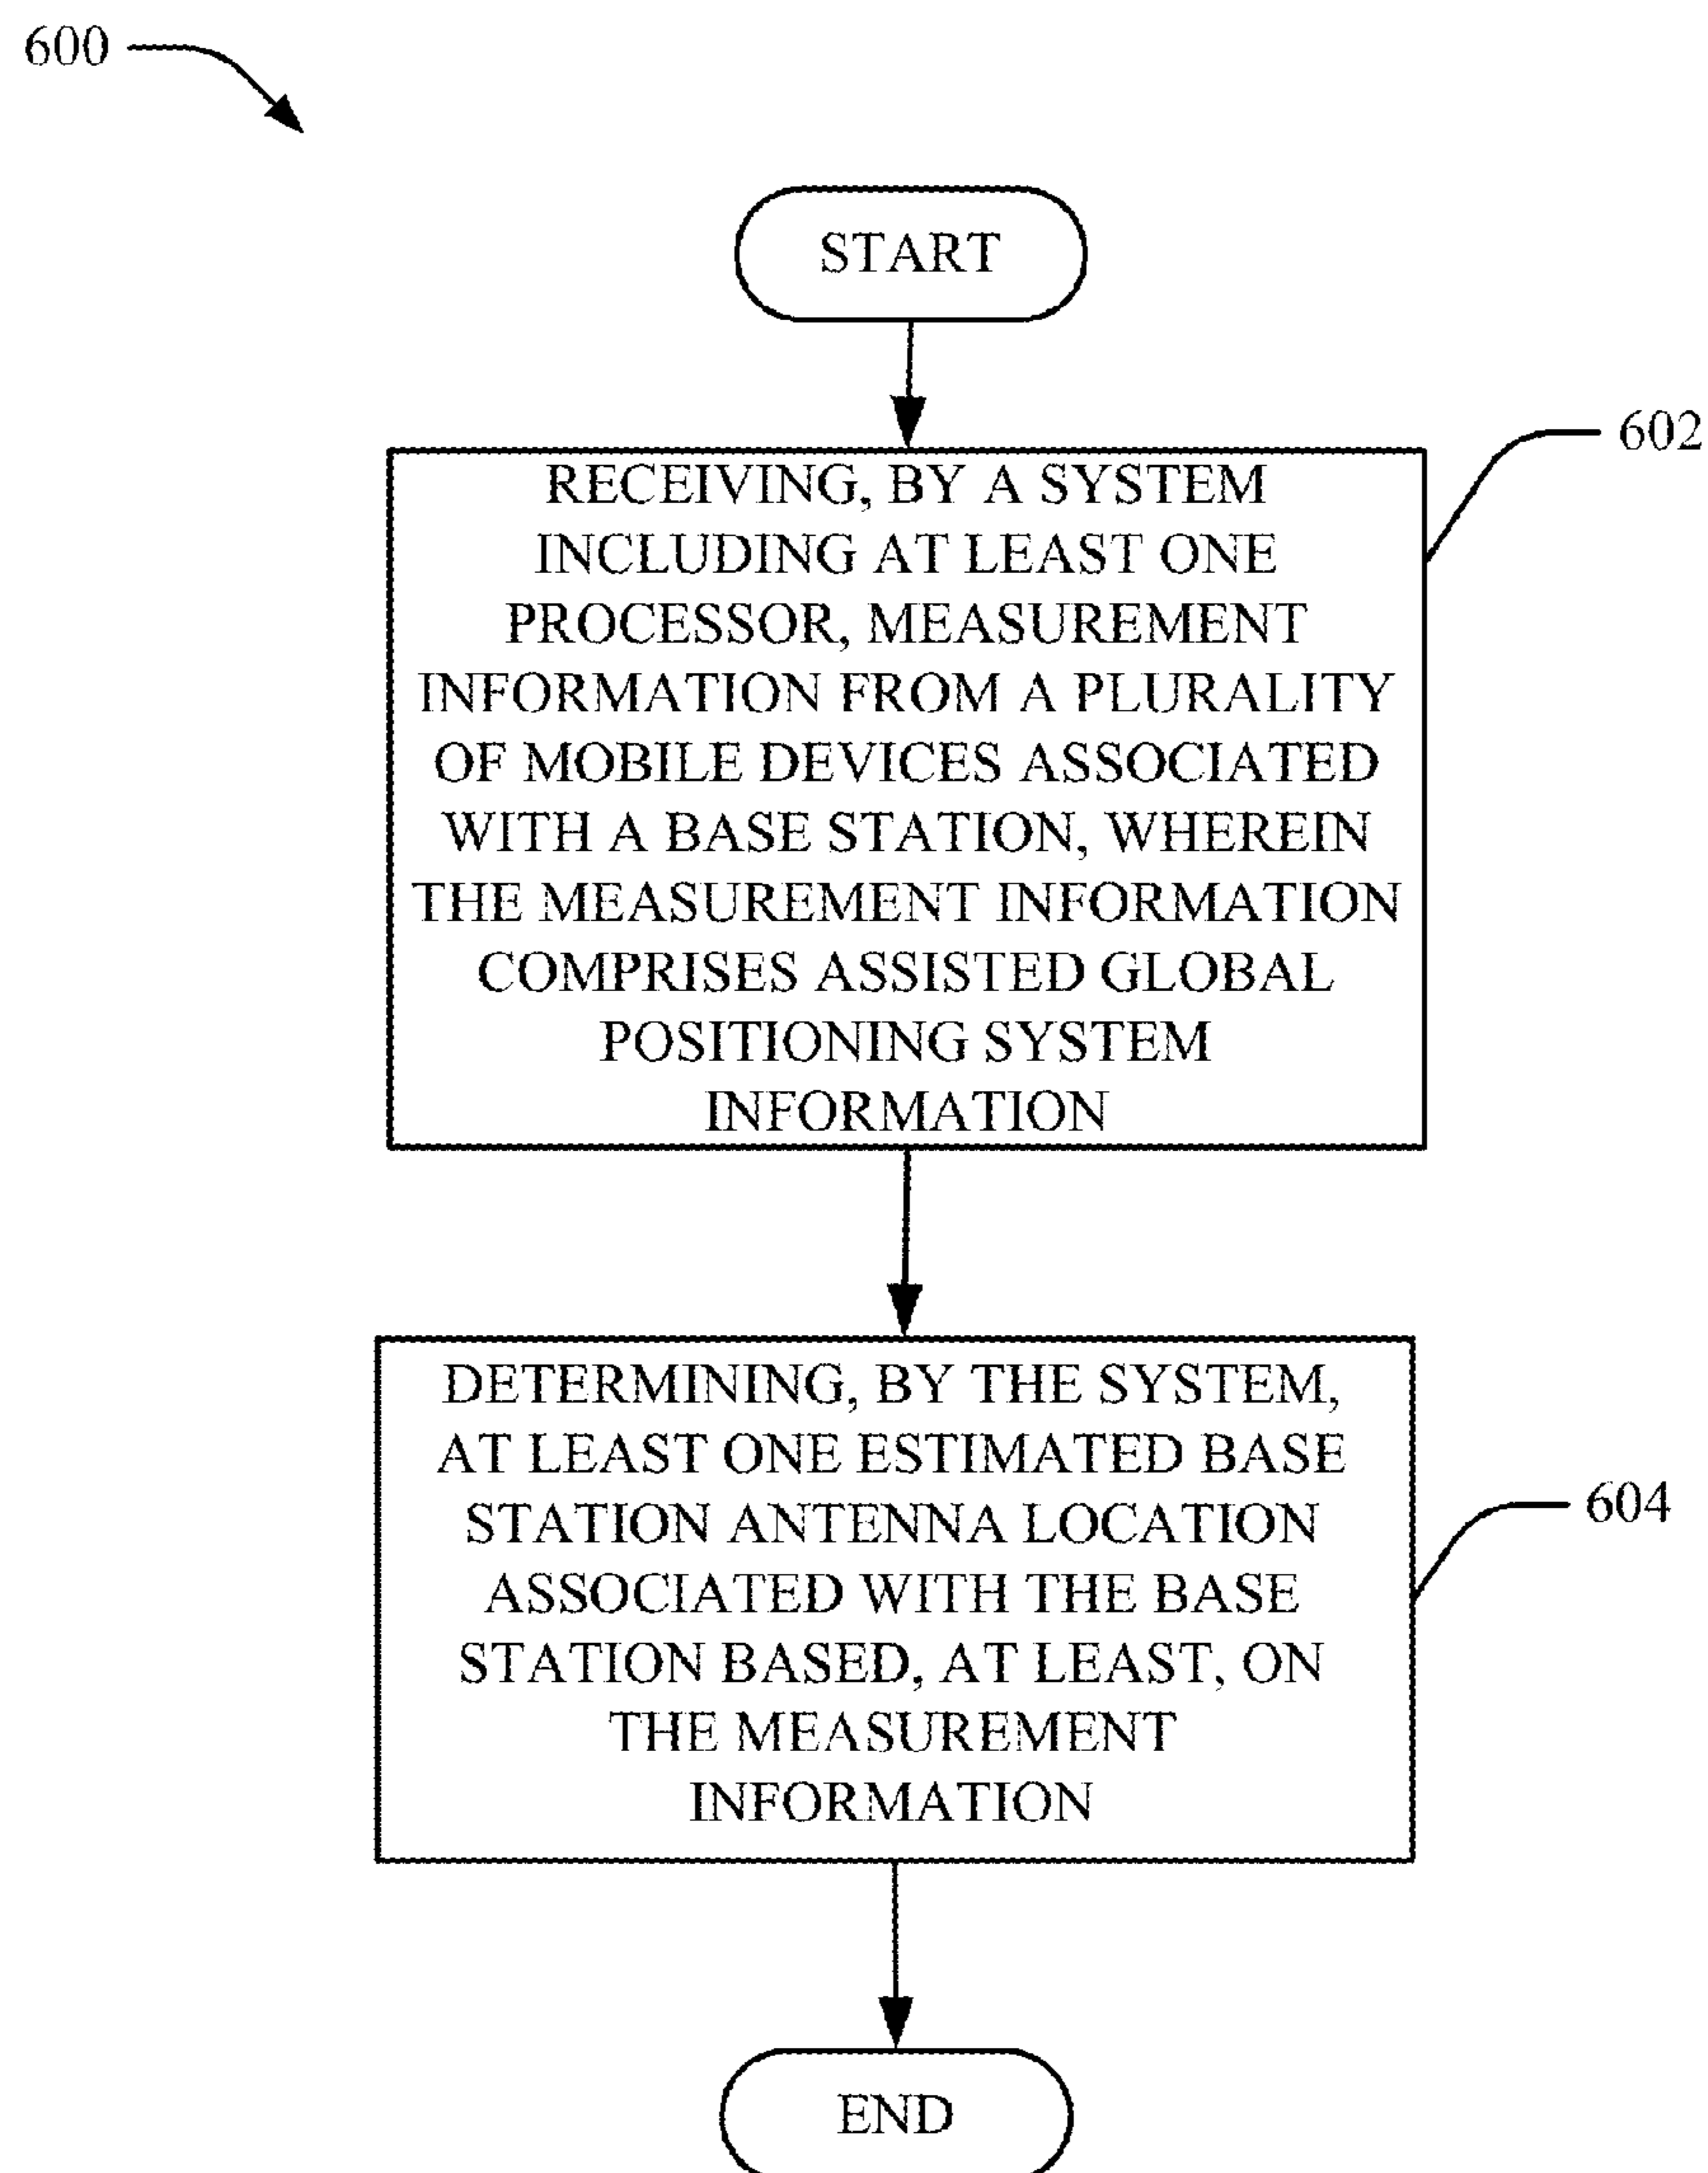 600
START
602
RECEIVING, BY A SYSTEM
INCLUDING AT LEAST ONE
PROCESSOR, MEASUREMENT
INFORMATION FROM A PLURALITY
OF MOBILE DEVICES ASSOCIATED
WITH A BASE STATION, WHEREIN
THE MEASUREMENT INFORMATION
COMPRISES ASSISTED GLOBAL
POSITIONING SYSTEM
INFORMATION
DETERMINING, BY THE SYSTEM,
AT LEAST ONE ESTIMATED BASE
STATION ANTENNA LOCATION
604
ASSOCIATED WITH THE BASE
STATION BASED, AT LEAST, ON
THE MEASUREMENT
INFORMATION
END